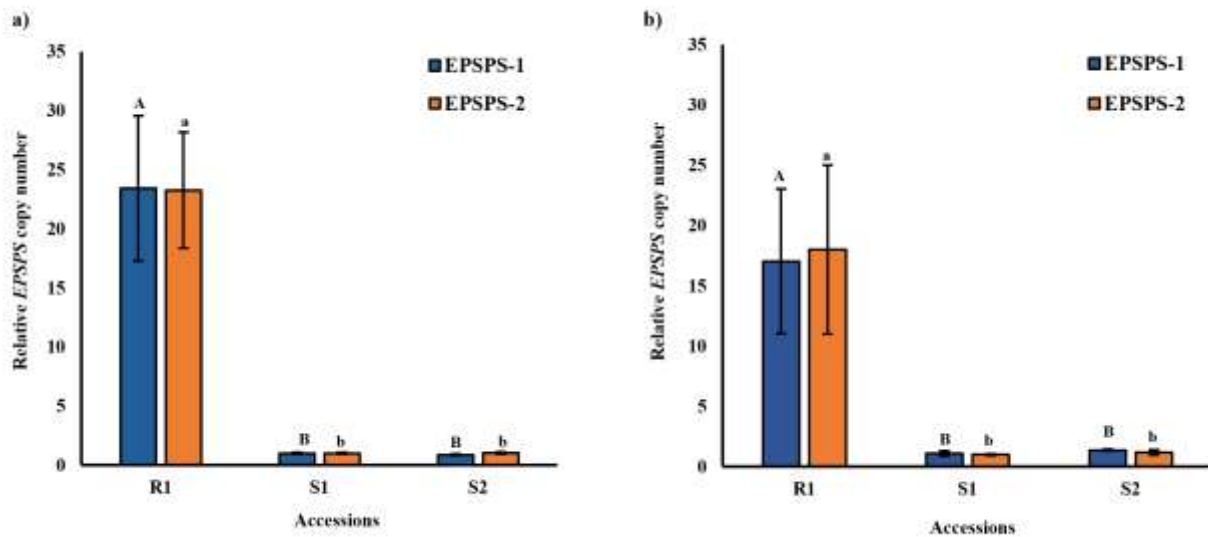 a)
35
30
25
20
15
10
5
0
Relative EPSPS copy number
EPSPS-1
EPSPS-2
A
a
B
b
B
b
R1
S1
S2
Accessions
b)
35
30
25
20
15
10
5
0
Relative EPSPS copy number
EPSPS-1
EPSPS-2
A
a
B
b
B
b
R1
S1
S2
Accessions